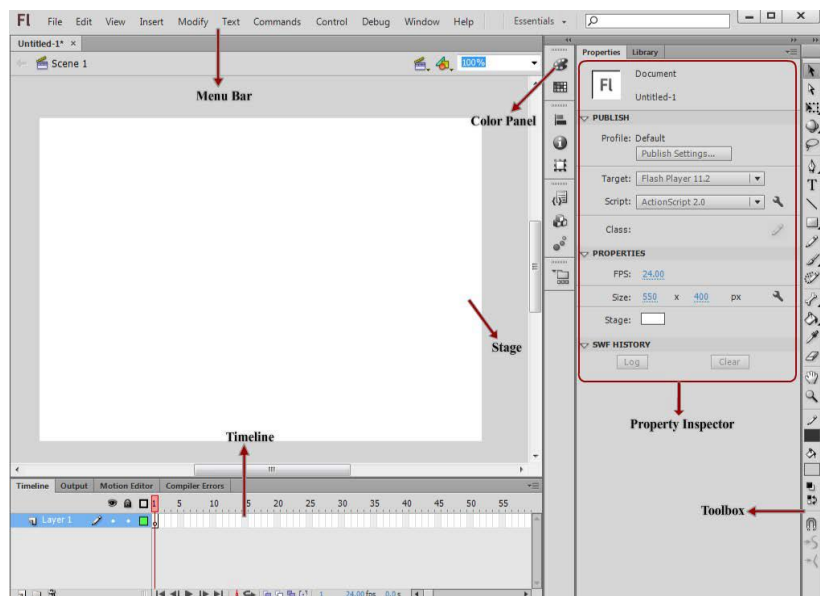 Fl File Edit View Insert Modify Text Commands Control Debug Window Help Essentials
Untitled-1* ×
Scene 1 100%
Menu Bar
Color Panel
Stage
Timeline
Properties Library
Fl Document
Untitled-1
PUBLISH
Profile: Default
Publish Settings...
Target: Flash Player 11.2
Script: ActionScript 2.0
Class:
PROPERTIES
FPS: 24.00
Size: 550 x 400 px
Stage:
SWF HISTORY
Log Clear
Property Inspector
Toolbox
T
Timeline Output Motion Editor Compiler Errors
1 5 10 15 20 25 30 35 40 45 50 55
Layer 1
1 24.00 fps 0.0 s